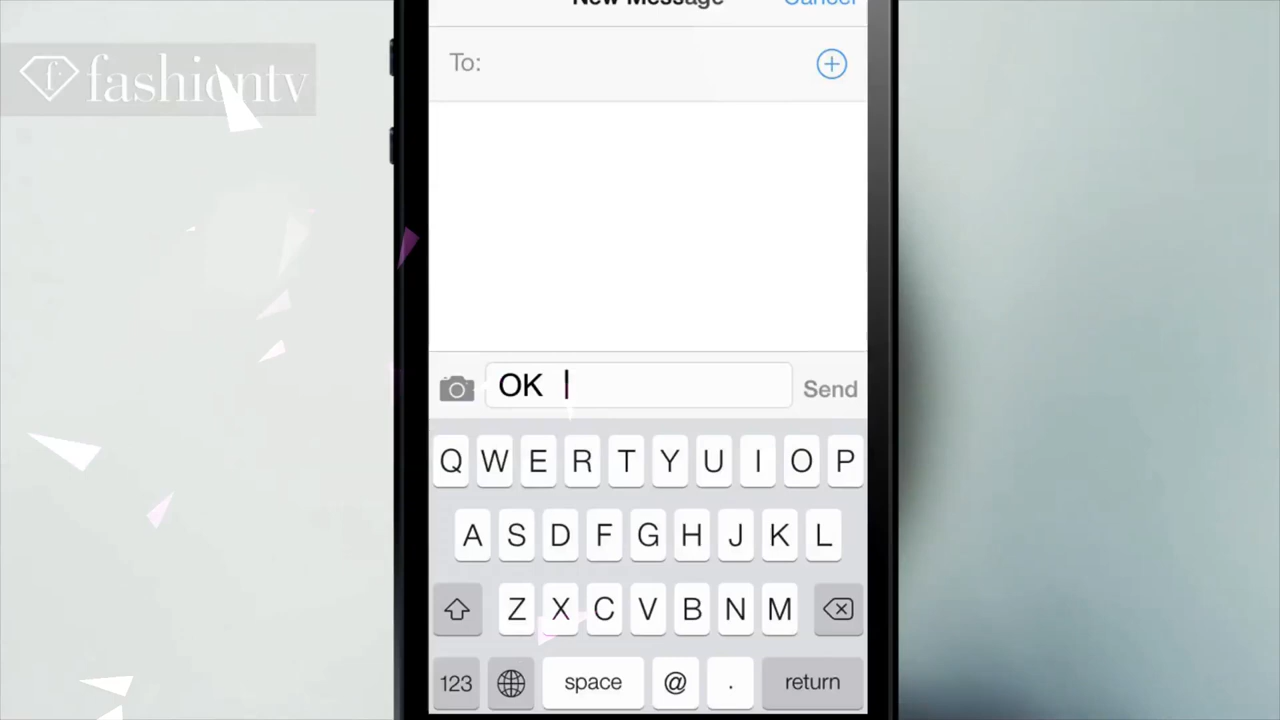 New Message
Cancel
fashiontv
To:
OK
Send
Q W E R T Y U I O P
A S D F G H J K L
Z X C V B N M
123
space
@
.
return